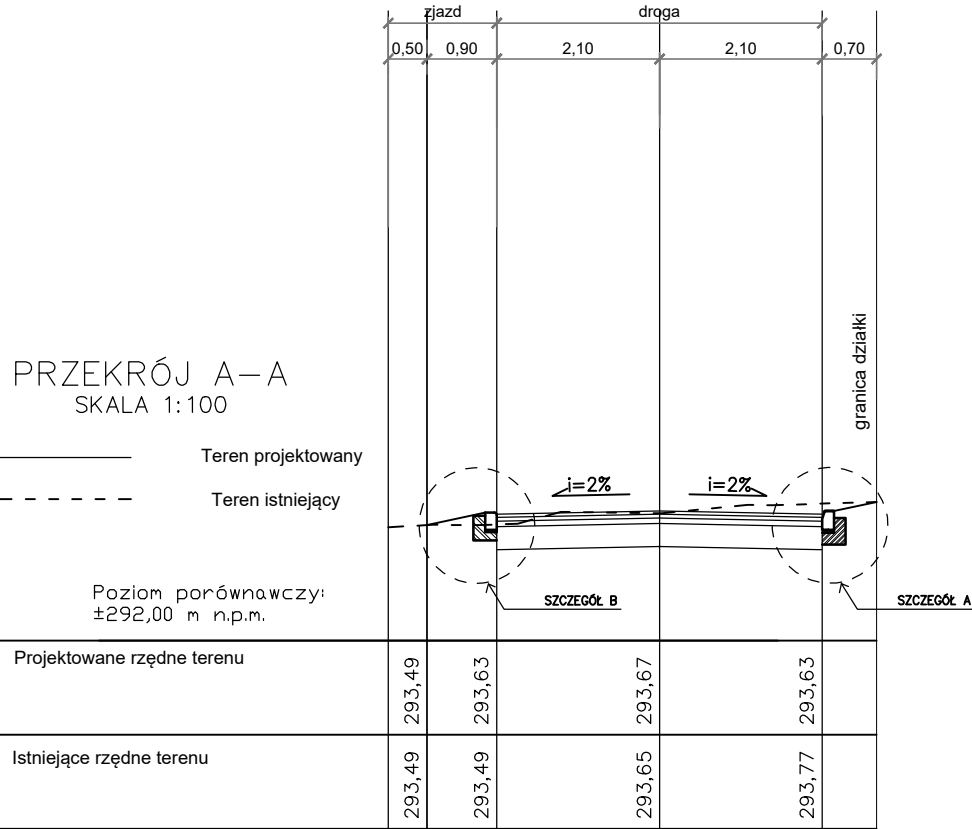 zjazd droga
0,50 0,90 2,10 2,10 0,70
granica działki
PRZEKRÓJ A-A
SKALA 1:100
Teren projektowany
Teren istniejący
i=2% i=2%
Poziom porównawczy:
±292,00 m n.p.m.
SZCZEGÓŁ B SZCZEGÓŁ A
Projektowane rzędne terenu
293,49 293,63 293,67 293,63
Istniejące rzędne terenu
293,49 293,49 293,65 293,77